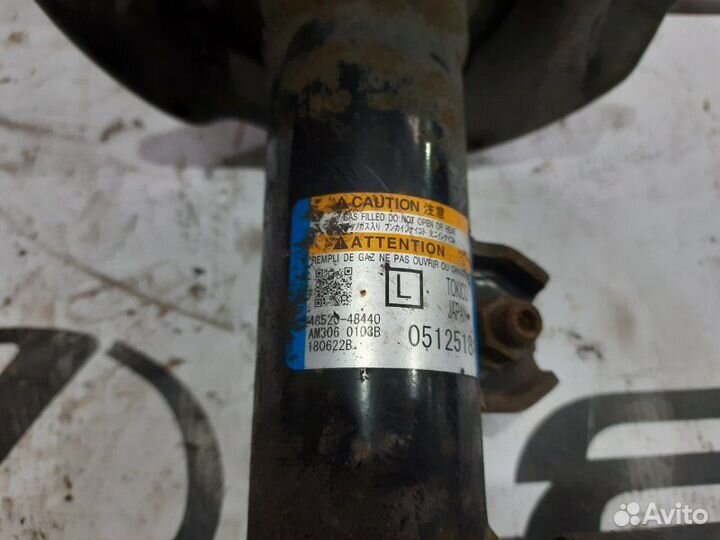 CAUTION 注意
GAS FILLED DO NOT OPEN OR HEAT
ATTENTION
REMPLI DE GAZ NE PAS OUVRIR OU
L
TOKICO
JAPAN
48520-48440
AM306 0103B
180622B
051251
Avito